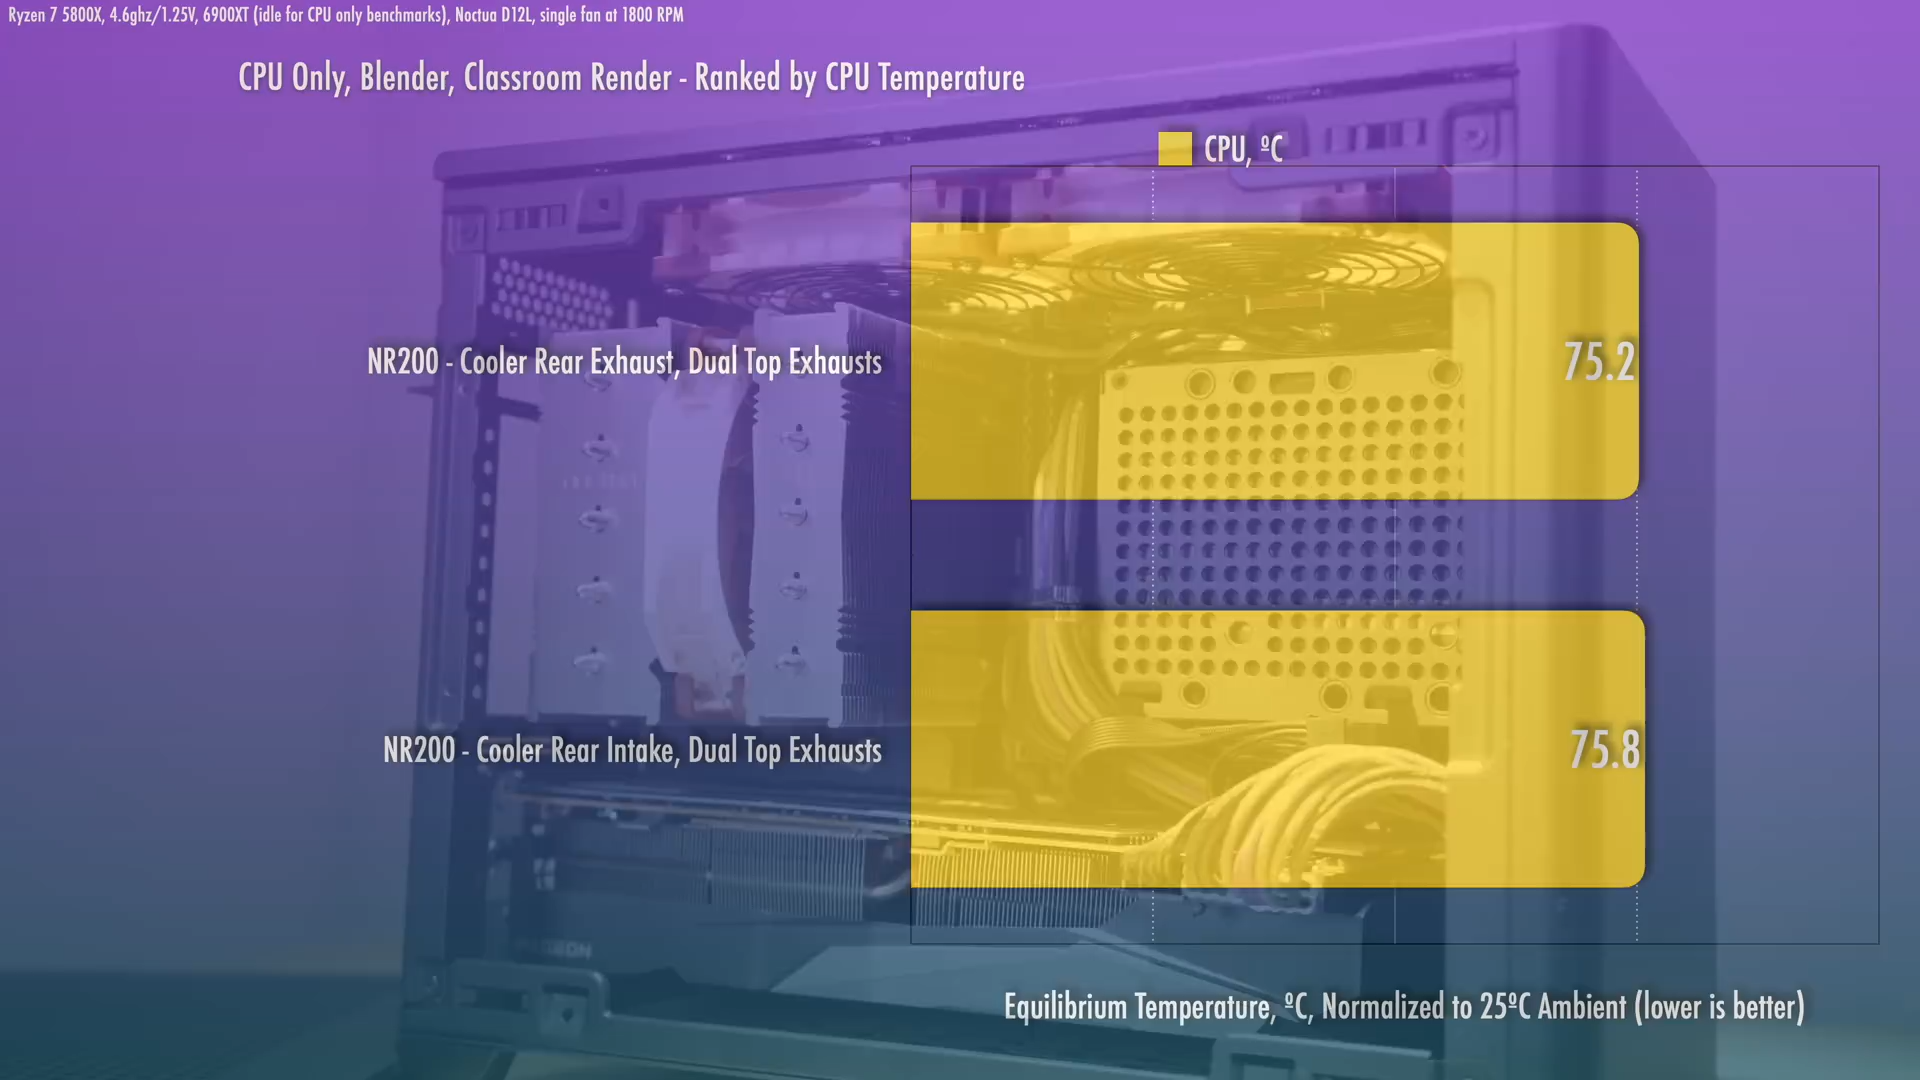 Ryzen 7 5800X, 4.6ghz/1.25V, 6900XT (idle for CPU only benchmarks), Noctua D12L, single fan at 1800 RPM
CPU Only, Blender, Classroom Render - Ranked by CPU Temperature
CPU, ºC
NR200 - Cooler Rear Exhaust, Dual Top Exhausts
75.2
NR200 - Cooler Rear Intake, Dual Top Exhausts
75.8
Equilibrium Temperature, ºC, Normalized to 25ºC Ambient (lower is better)